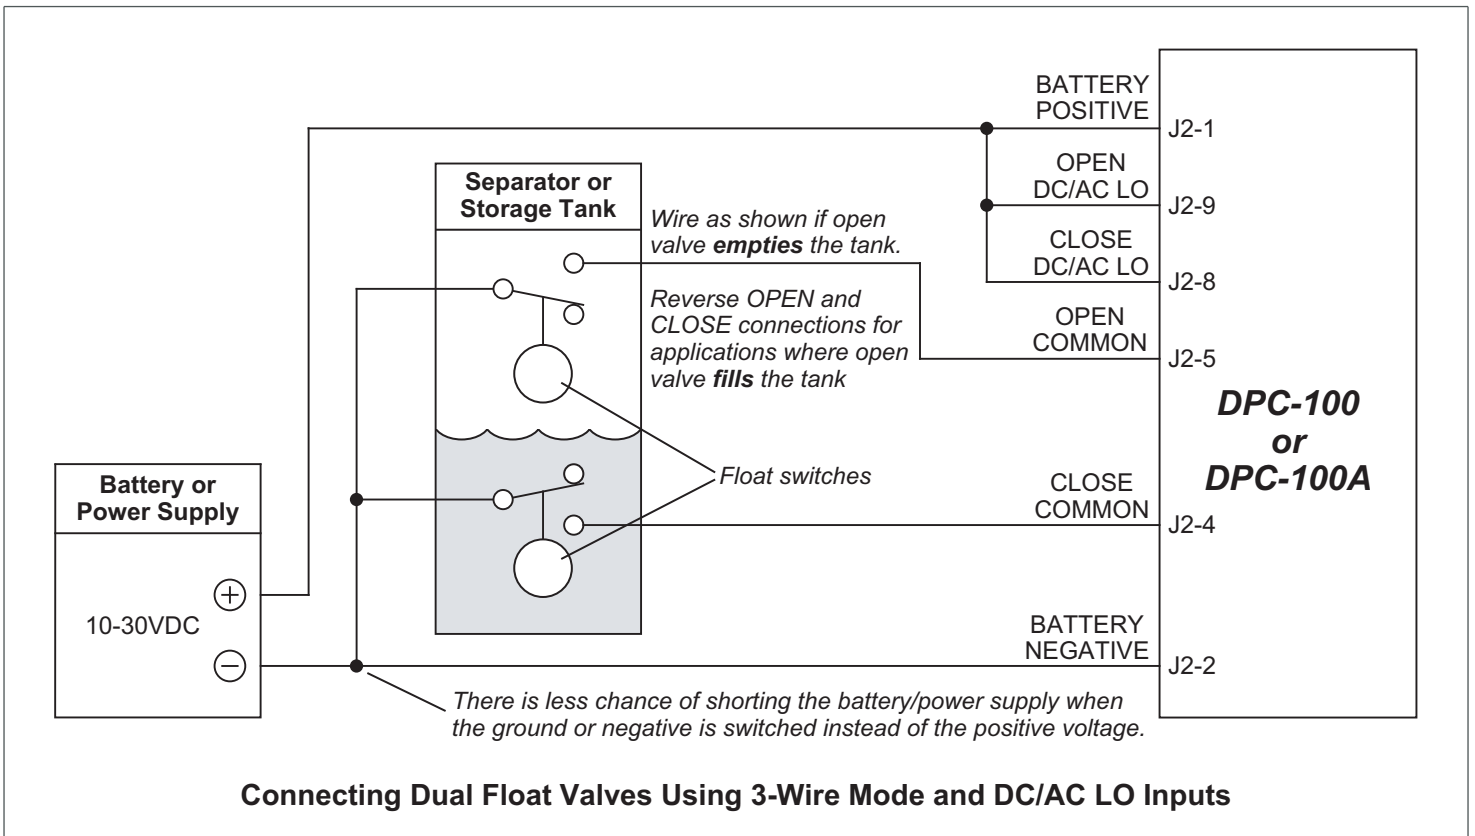 BATTERY
POSITIVE
J2-1
OPEN
DC/AC LO
J2-9
CLOSE
DC/AC LO
J2-8
OPEN
COMMON
J2-5
Separator or
Storage Tank
Wire as shown if open
valve empties the tank.
Reverse OPEN and
CLOSE connections for
applications where open
valve fills the tank
DPC-100
or
DPC-100A
Float switches
CLOSE
COMMON
J2-4
Battery or
Power Supply
+
10-30VDC
−
BATTERY
NEGATIVE
J2-2
There is less chance of shorting the battery/power supply when
the ground or negative is switched instead of the positive voltage.
Connecting Dual Float Valves Using 3-Wire Mode and DC/AC LO Inputs